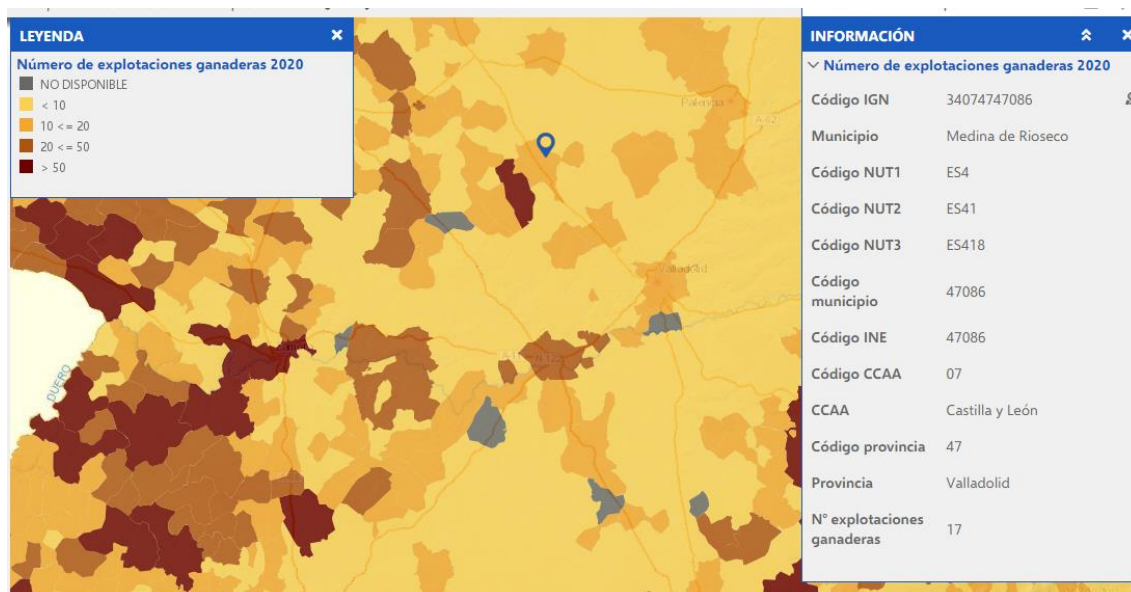 LEYENDA
Número de explotaciones ganaderas 2020
NO DISPONIBLE
< 10
10 <= 20
20 <= 50
> 50
Palencia
A-62
Valladolid
N-122
DUERO
INFORMACIÓN
Número de explotaciones ganaderas 2020
Código IGN 34074747086
Municipio Medina de Rioseco
Código NUT1 ES4
Código NUT2 ES41
Código NUT3 ES418
Código
municipio 47086
Código INE 47086
Código CCAA 07
CCAA Castilla y León
Código provincia 47
Provincia Valladolid
N° explotaciones
ganaderas 17